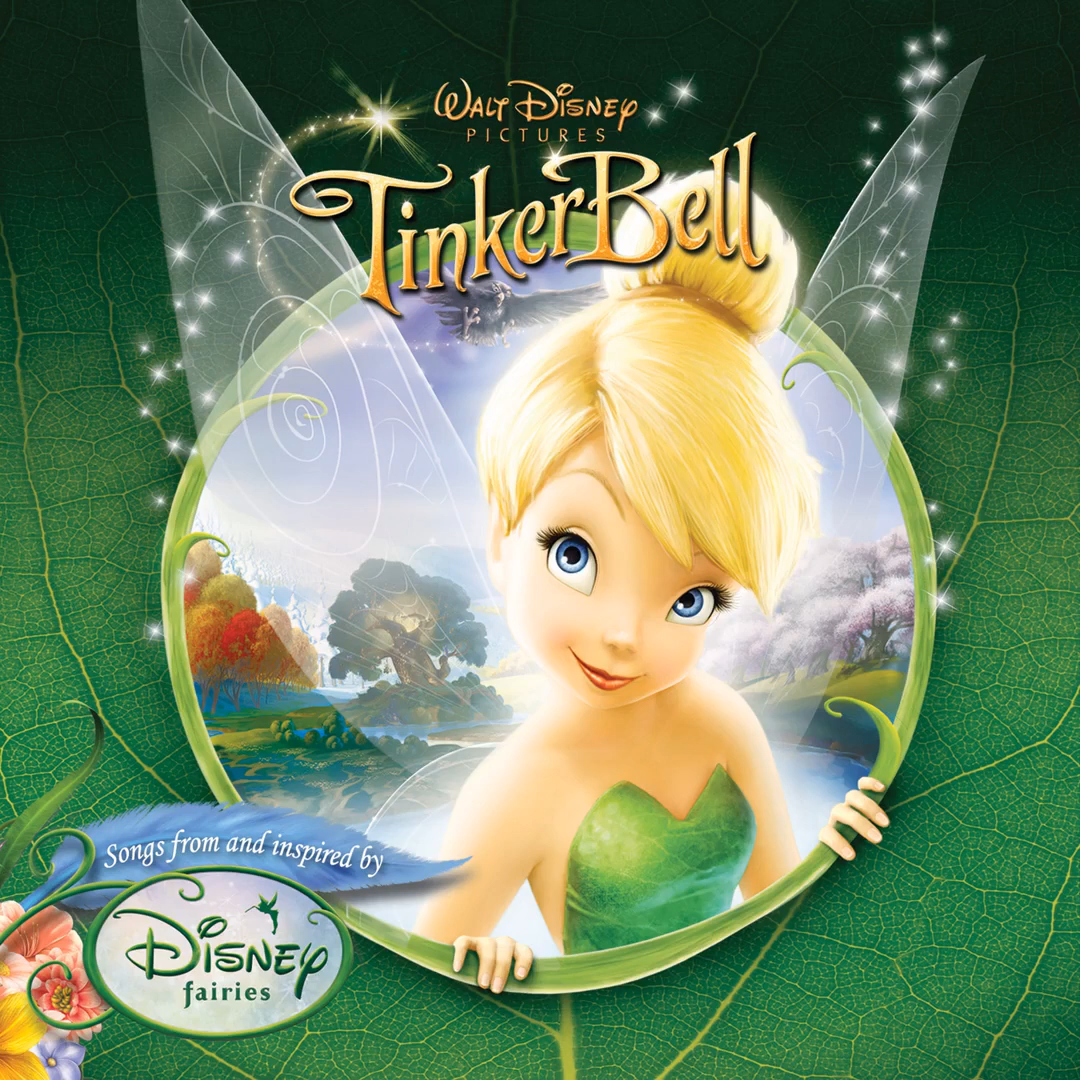 WALT DISNEY
PICTURES
TinkerBell
Songs from and inspired by
Disney
fairies